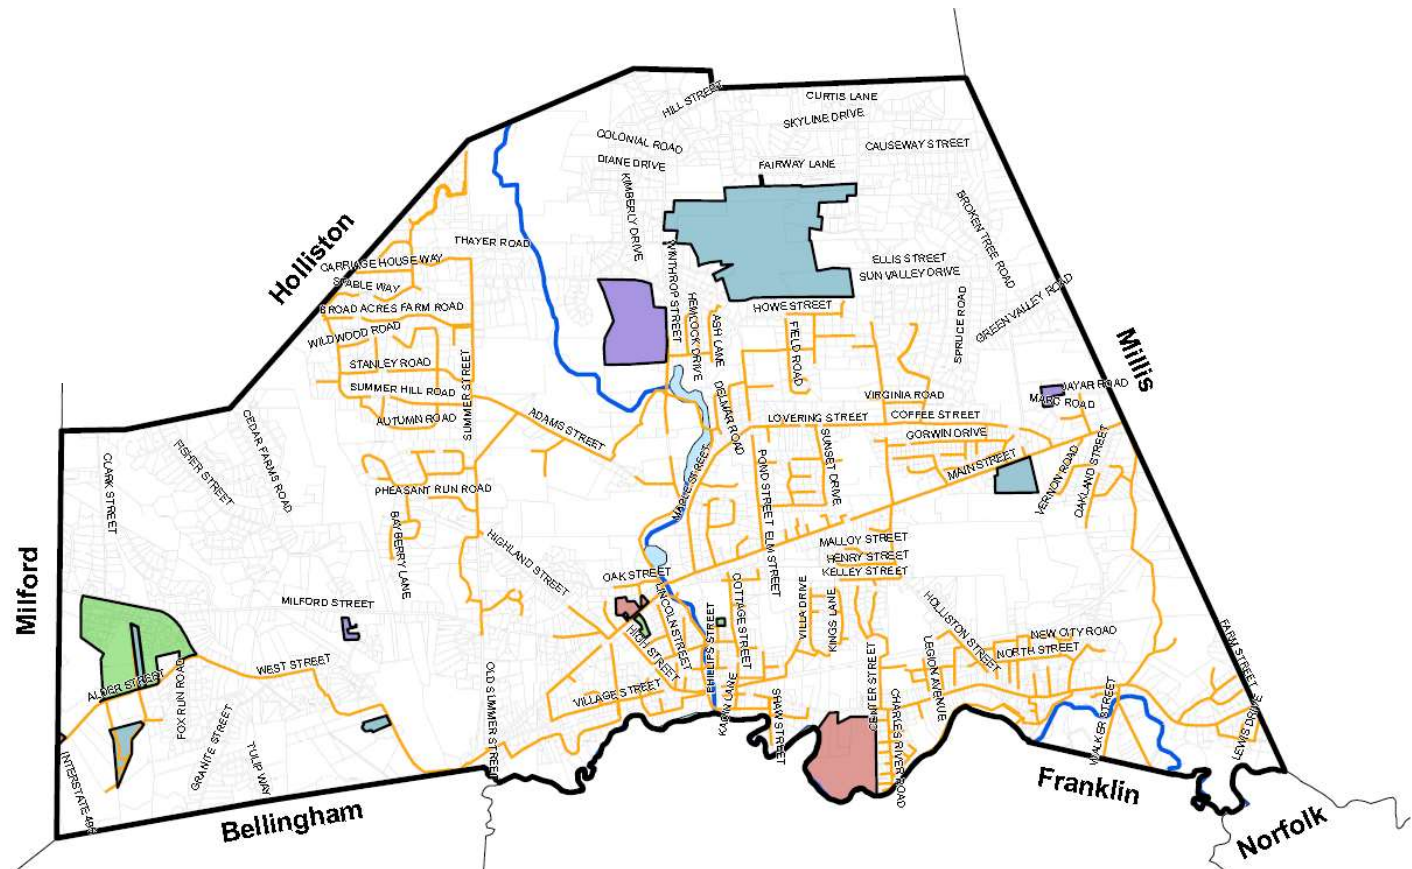 HILL STREET
CURTIS LANE
SKYLINE DRIVE
COLONIAL ROAD
CAUSEWAY STREET
DIANE DRIVE
FAIRWAY LANE
KIMBERLY DRIVE
BROKEN TREE ROAD
Holliston
THAYER ROAD
WINTHROP STREET
CARRIAGE HOUSE WAY
ELLIS STREET
SUN VALLEY DRIVE
STABLE WAY
GREEN VALLEY ROAD
BROAD ACRES FARM ROAD
HEMLOCK DRIVE
HOWE STREET
SPRUCE ROAD
WILDWOOD ROAD
ASH LANE
FIELD ROAD
STANLEY ROAD
Millis
SUMMER HILL ROAD
SUMMER STREET
VIRGINIA ROAD
JAYAR ROAD
MARC ROAD
AUTUMN ROAD
ADAMS STREET
DELMAR ROAD
LOVERING STREET
COFFEE STREET
GORWIN DRIVE
CEDAR FARMS ROAD
FISHER STREET
CLARK STREET
SUNSET DRIVE
MAIN STREET
VERNON ROAD
OAKLAND STREET
PHEASANT RUN ROAD
MAPLE STREET
POND STREET
BAYBERRY LANE
HIGHLAND STREET
ELM STREET
MALLOY STREET
HENRY STREET
KELLEY STREET
OAK STREET
Milford
MILFORD STREET
LINCOLN STREET
COTTAGE STREET
VILLA DRIVE
KINGS LANE
HOLLISTON STREET
HIGH STREET
PHILLIPS STREET
NEW CITY ROAD
NORTH STREET
FARM STREET
WEST STREET
ALDER STREET
FOX RUN ROAD
OLD SUMMER STREET
VILLAGE STREET
KAREN LANE
SHAW STREET
CENTER STREET
CHARLES RIVER ROAD
LEGION AVENUE
WALKER STREET
LEWIS DRIVE
GRANITE STREET
TULIP WAY
INTERSTATE 495
Bellingham
Franklin
Norfolk